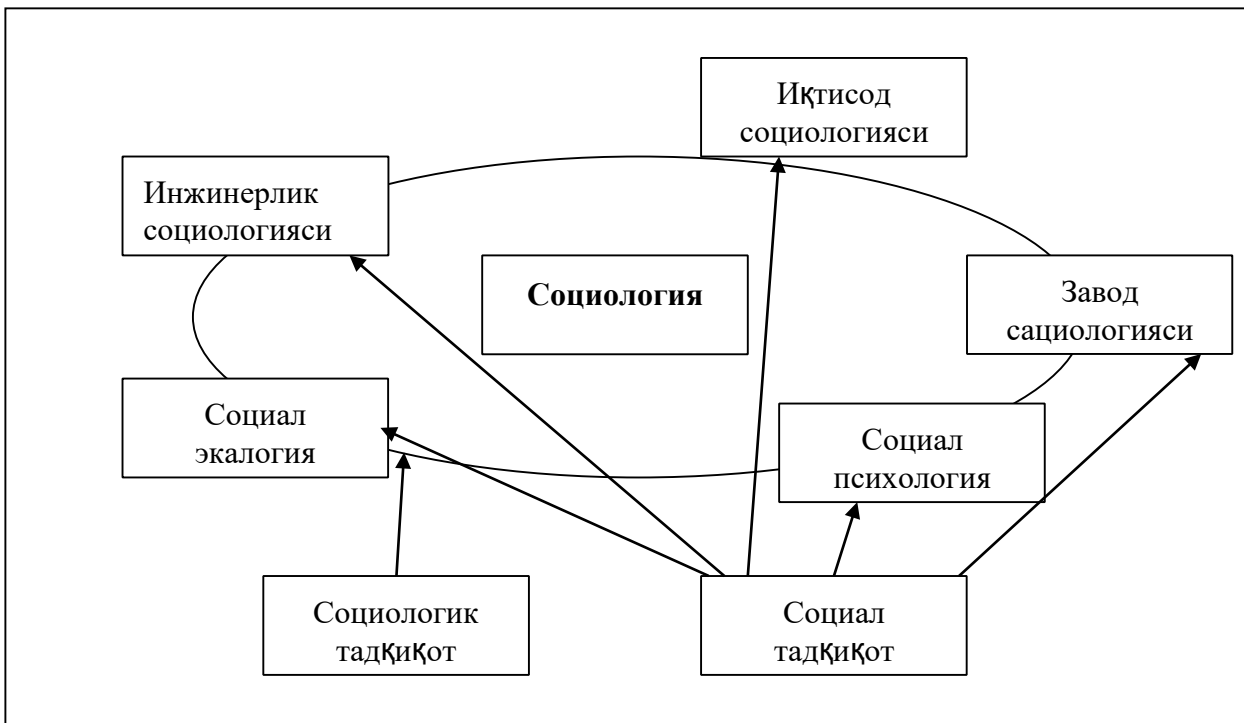 Иқтисод
социологияси
Инжинерлик
социологияси
Социология
Завод
сациологияси
Социал
экалогия
Социал
психология
Социологик
тадқиқот
Социал
тадқиқот